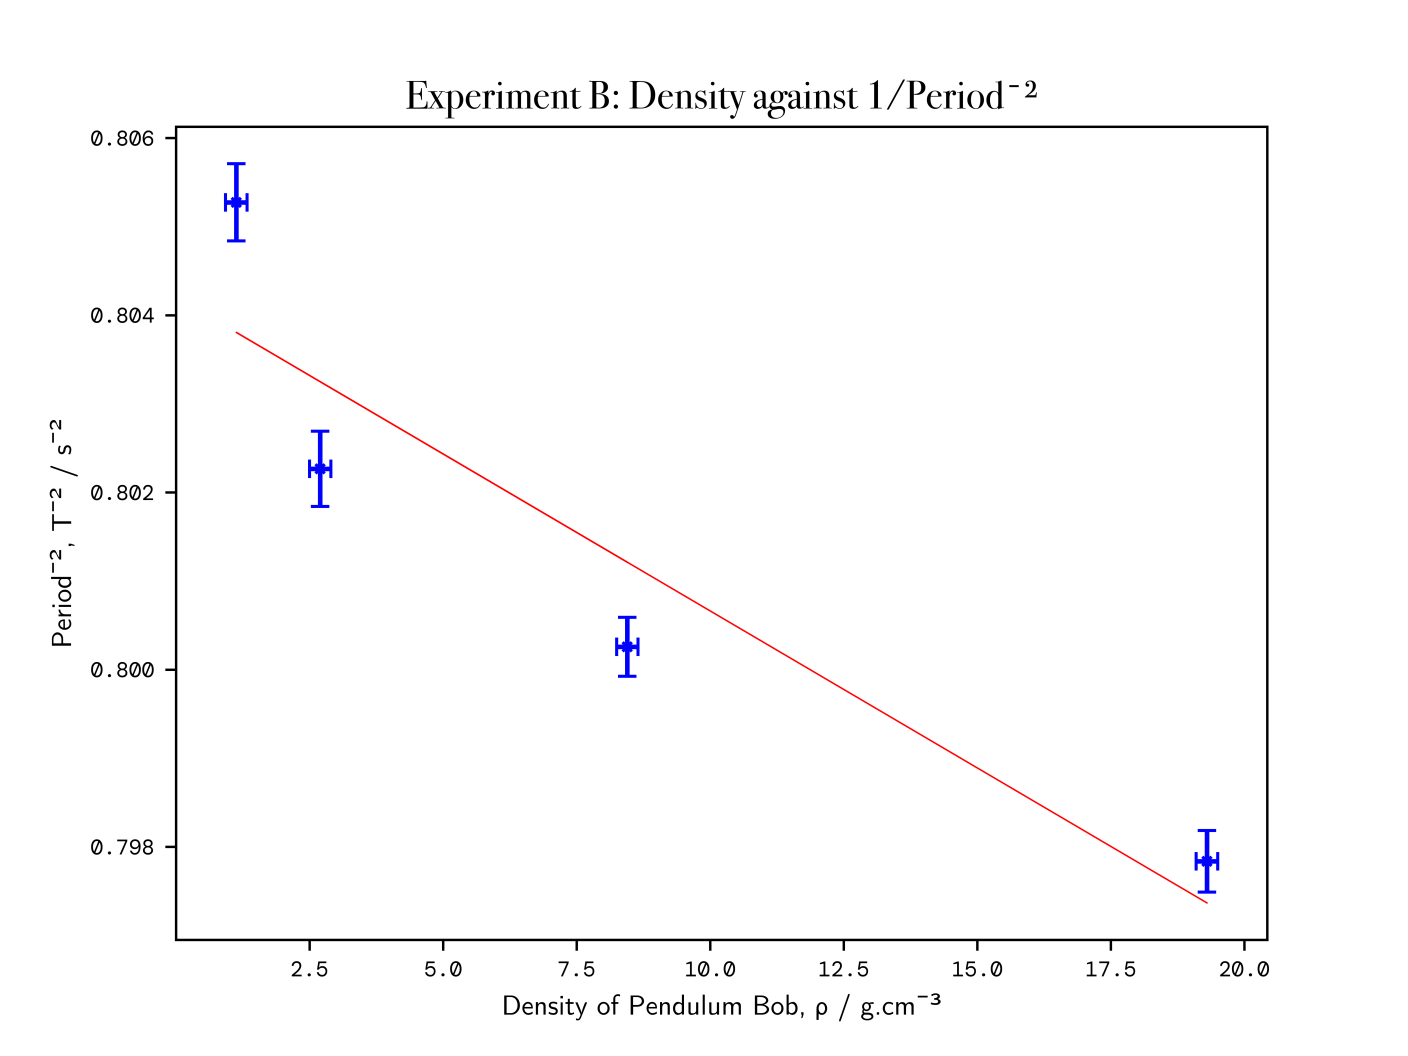 Experiment B: Density against 1/Period⁻²
0.806
0.804
0.802
0.800
0.798
Period⁻², T⁻² / s⁻²
2.5 5.0 7.5 10.0 12.5 15.0 17.5 20.0
Density of Pendulum Bob, ρ / g.cm⁻³